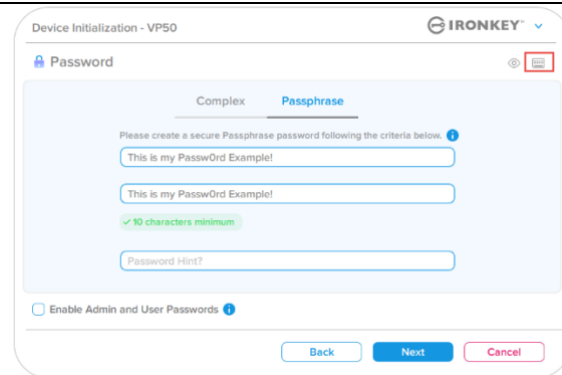 Device Initialization - VP50
IRONKEY
Password
Complex Passphrase
Please create a secure Passphrase password following the criteria below.
This is my Passw0rd Example!
This is my Passw0rd Example!
✓ 10 characters minimum
Password Hint?
Enable Admin and User Passwords
Back Next Cancel